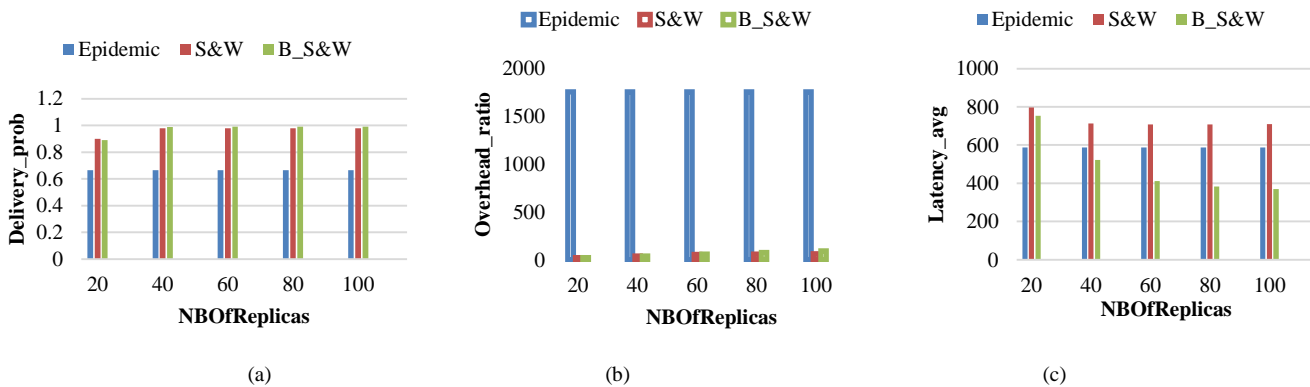 Epidemic S&W B_S&W
Delivery_prob
1.2
1
0.8
0.6
0.4
0.2
0
20 40 60 80 100
NBOfReplicas
(a)
Epidemic S&W B_S&W
Overhead_ratio
2000
1500
1000
500
0
20 40 60 80 100
NBOfReplicas
(b)
Epidemic S&W B_S&W
Latency_avg
1000
800
600
400
200
0
20 40 60 80 100
NBOfReplicas
(c)